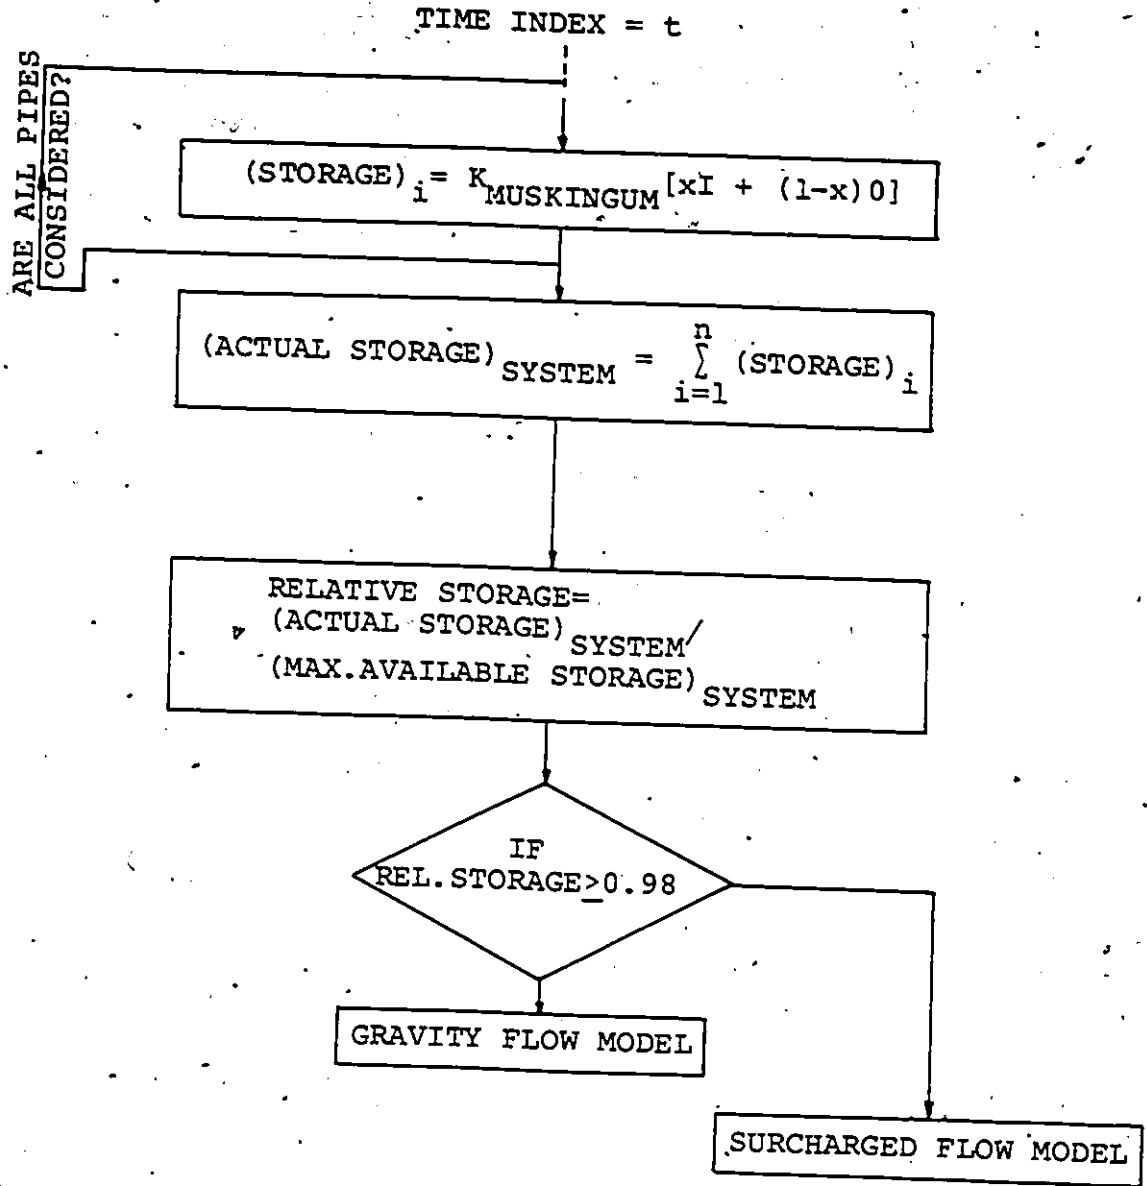 TIME INDEX = t
ARE ALL PIPES
CONSIDERED?
(STORAGE)i = KMUSKINGUM[xI + (1-x)0]
(ACTUAL STORAGE)SYSTEM = n∑i=1 (STORAGE)i
RELATIVE STORAGE=
(ACTUAL STORAGE)SYSTEM/
(MAX.AVAILABLE STORAGE)SYSTEM
IF
REL.STORAGE≥0.98
GRAVITY FLOW MODEL
SURCHARGED FLOW MODEL